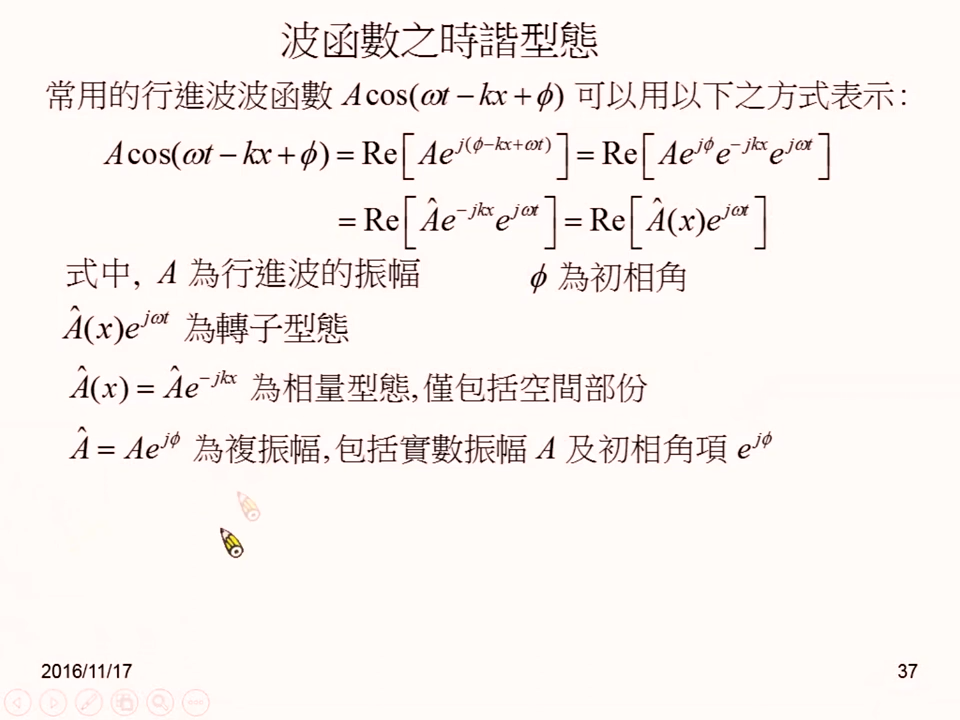 波函數之時諧型態
常用的行進波波函數 Acos(ωt − kx + ϕ) 可以用以下之方式表示:
Acos(ωt − kx + ϕ) = Re[Ae^{j(ϕ−kx+ωt)}] = Re[Ae^{jϕ}e^{−jkx}e^{jωt}]
= Re[Âe^{−jkx}e^{jωt}] = Re[Â(x)e^{jωt}]
式中, A 為行進波的振幅 ϕ 為初相角
Â(x)e^{jωt} 為轉子型態
Â(x) = Âe^{−jkx} 為相量型態,僅包括空間部份
Â = Ae^{jϕ} 為複振幅,包括實數振幅 A 及初相角項 e^{jϕ}
2016/11/17 37